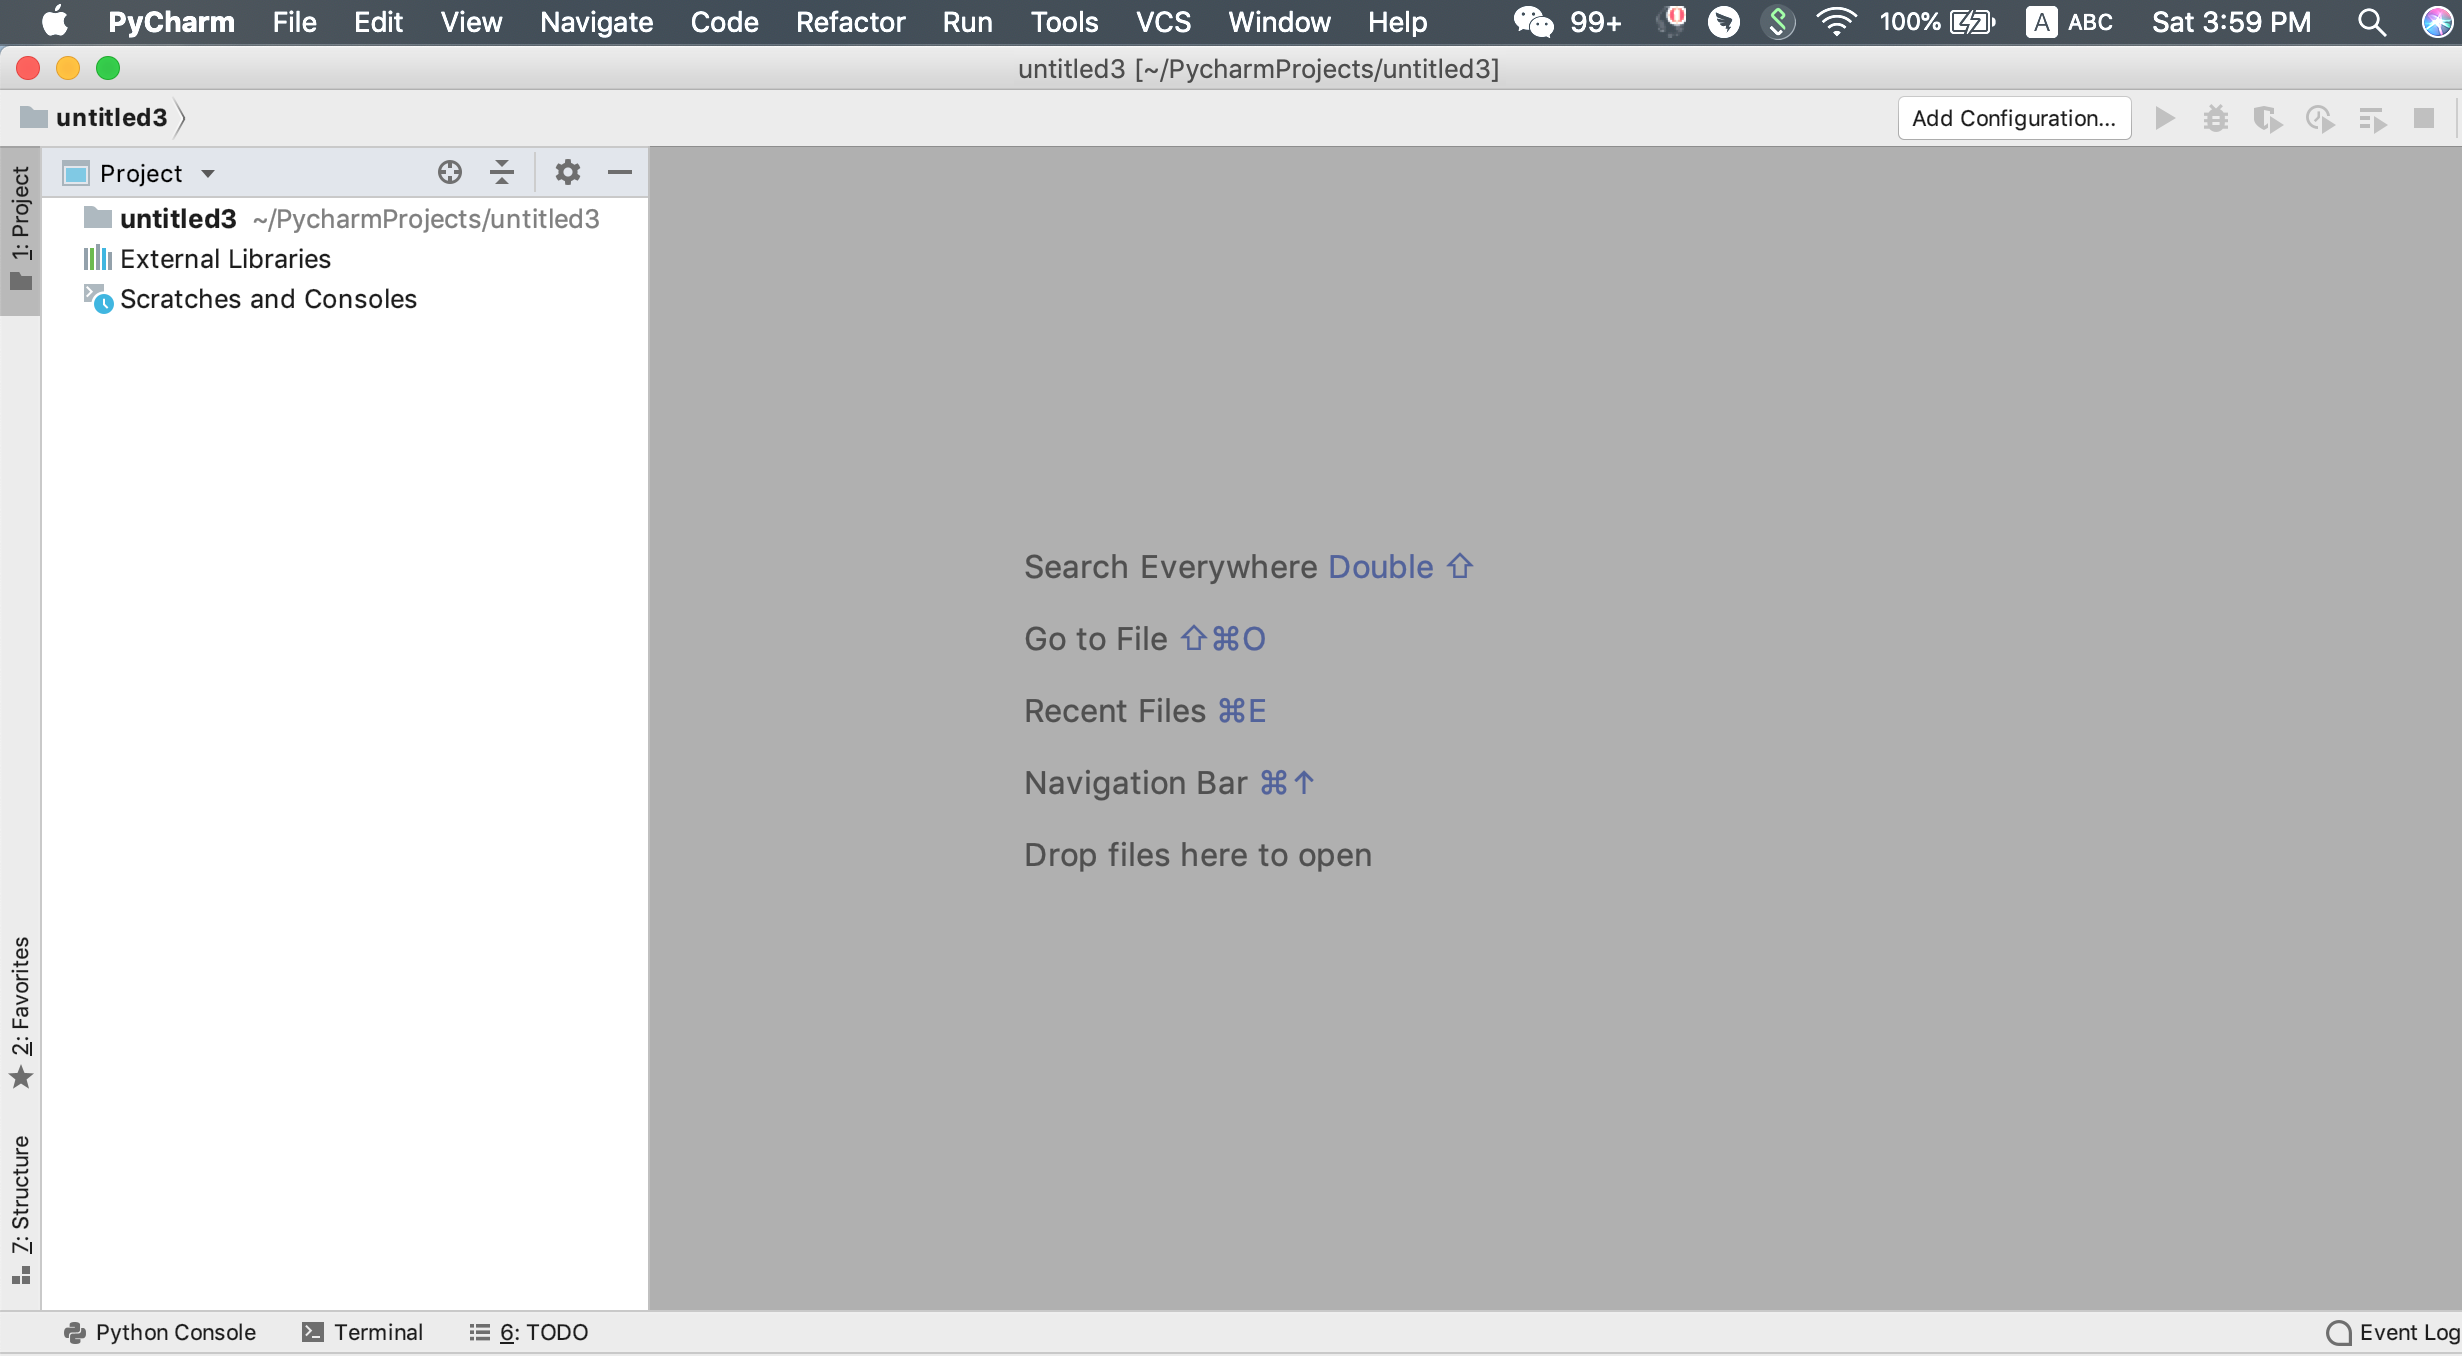 PyCharm File Edit View Navigate Code Refactor Run Tools VCS Window Help 99+ 100% A ABC Sat 3:59 PM
untitled3 [~/PycharmProjects/untitled3]
untitled3 Add Configuration...
1: Project
Project
untitled3 ~/PycharmProjects/untitled3
External Libraries
Scratches and Consoles
Search Everywhere Double ⇧
Go to File ⇧⌘O
Recent Files ⌘E
Navigation Bar ⌘↑
Drop files here to open
2: Favorites
7: Structure
Python Console Terminal 6: TODO Event Log